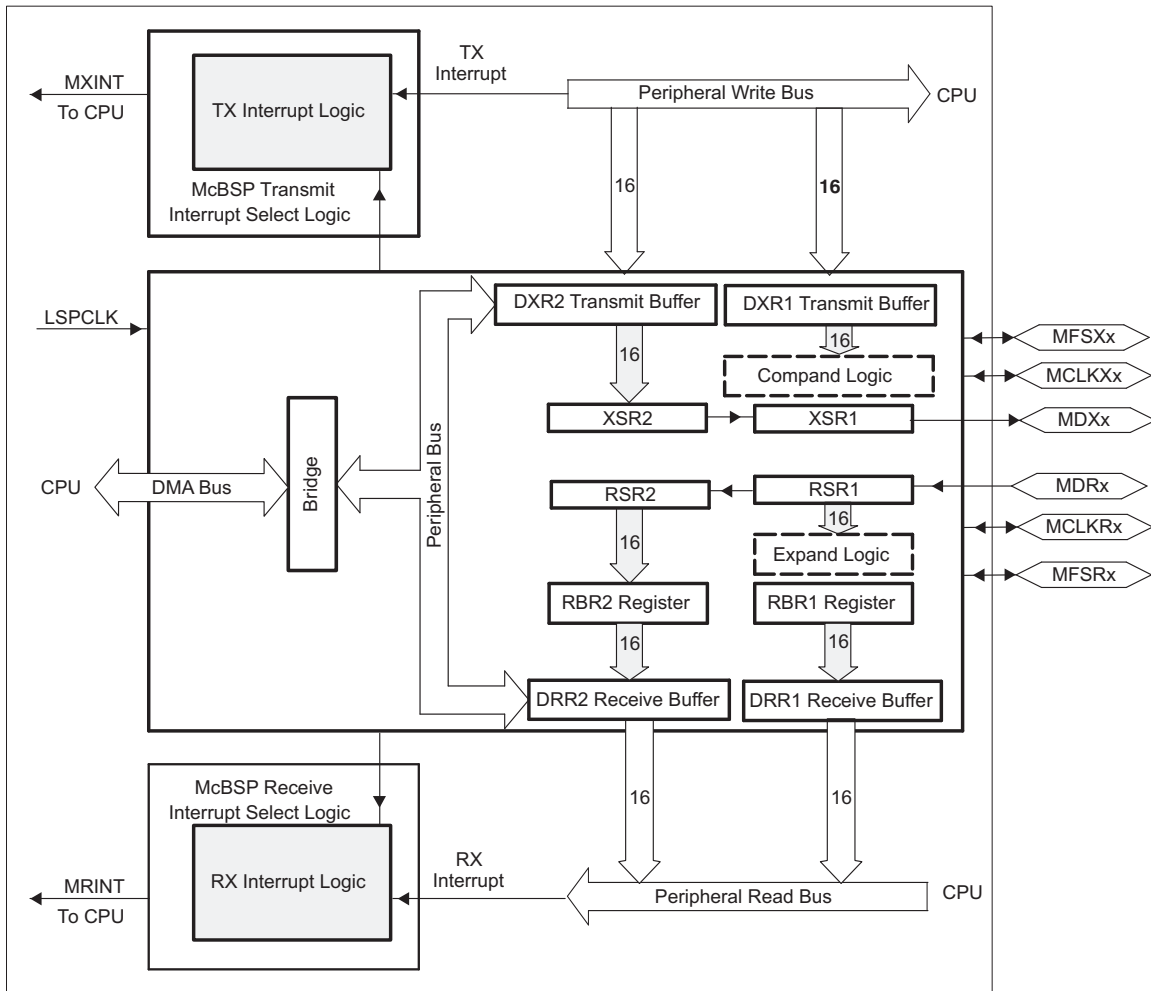 TX
Interrupt
MXINT
To CPU
TX Interrupt Logic
Peripheral Write Bus
CPU
McBSP Transmit
Interrupt Select Logic
16
16
LSPCLK
DXR2 Transmit Buffer
DXR1 Transmit Buffer
16
16
Compand Logic
MFSXx
MCLKXx
XSR2
XSR1
MDXx
CPU
DMA Bus
Bridge
Peripheral Bus
RSR2
RSR1
MDRx
16
16
Expand Logic
MCLKRx
MFSRx
RBR2 Register
RBR1 Register
16
16
DRR2 Receive Buffer
DRR1 Receive Buffer
McBSP Receive
Interrupt Select Logic
16
16
RX Interrupt Logic
RX
Interrupt
MRINT
To CPU
Peripheral Read Bus
CPU